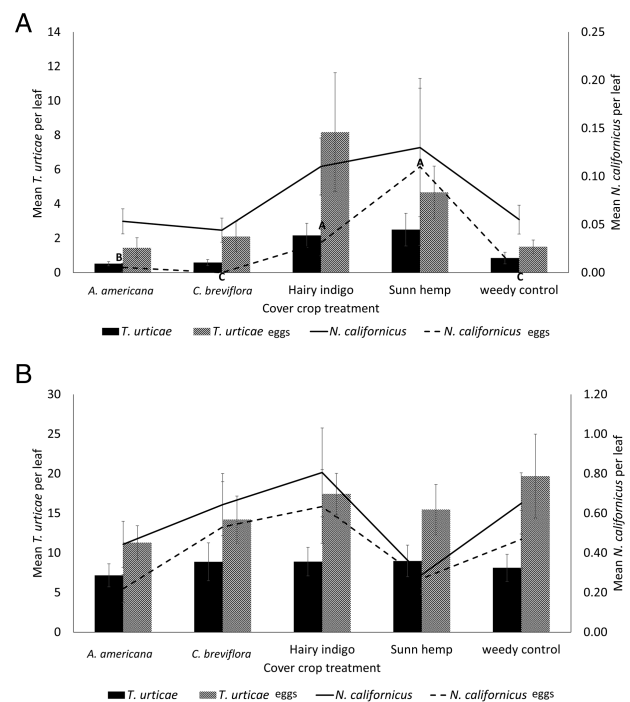 A
14
12
10
8
6
4
2
0
Mean T. urticae per leaf
0.25
0.20
0.15
0.10
0.05
0.00
Mean N. californicus per leaf
B
C
A
A
C
A. americana
C. breviflora
Hairy indigo
Sunn hemp
weedy control
Cover crop treatment
T. urticae
T. urticae eggs
N. californicus
N. californicus eggs
B
30
25
20
15
10
5
0
Mean T. urticae per leaf
1.20
1.00
0.80
0.60
0.40
0.20
0.00
Mean N. californicus per leaf
A. americana
C. breviflora
Hairy indigo
Sunn hemp
weedy control
Cover crop treatment
T. urticae
T. urticae eggs
N. californicus
N. californicus eggs